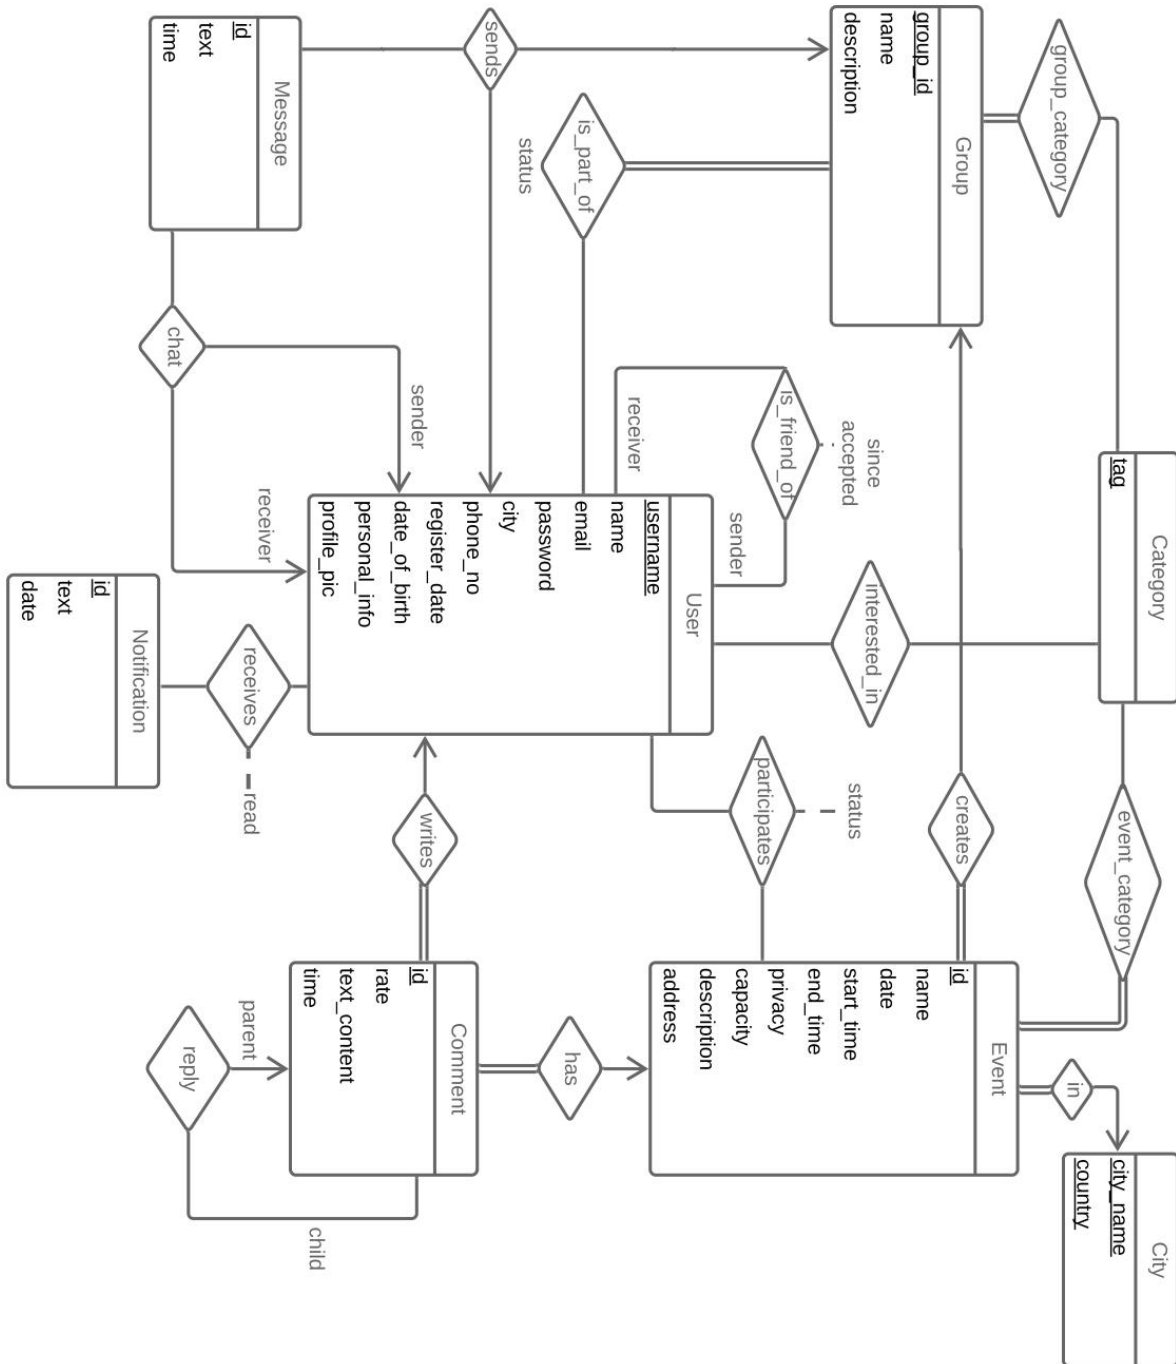 Group
group_id
name
description
group_category
Category
tag
event_category
City
city_name
country
in
Event
id
name
date
start_time
end_time
privacy
capacity
description
address
creates
interested_in
participates
status
is_friend_of
since
accepted
sender
receiver
is_part_of
status
sends
User
username
name
email
password
city
phone_no
register_date
date_of_birth
personal_info
profile_pic
has
writes
Comment
id
rate
text_content
time
parent
reply
child
Message
id
text
time
chat
sender
receiver
receives
read
Notification
id
text
date